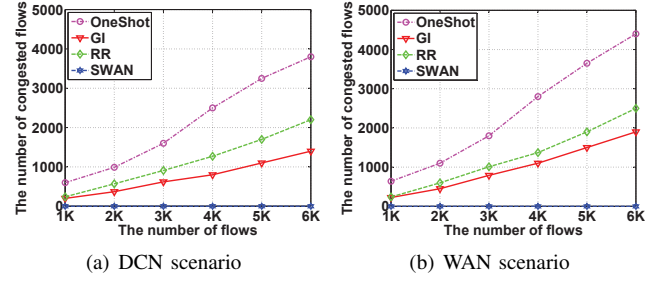 The number of congested flows
5000
4000
3000
2000
1000
0
OneShot
GI
RR
SWAN
1K 2K 3K 4K 5K 6K
The number of flows
(a) DCN scenario
The number of congested flows
5000
4000
3000
2000
1000
0
OneShot
GI
RR
SWAN
1K 2K 3K 4K 5K 6K
The number of flows
(b) WAN scenario